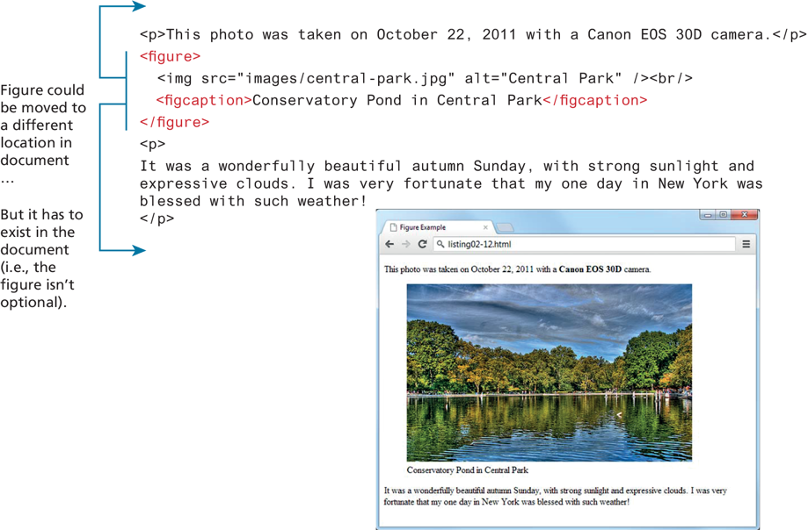 <p>This photo was taken on October 22, 2011 with a Canon EOS 30D camera.</p>
<figure>
<img src="images/central-park.jpg" alt="Central Park" /><br/>
<figcaption>Conservatory Pond in Central Park</figcaption>
</figure>
<p>
It was a wonderfully beautiful autumn Sunday, with strong sunlight and
expressive clouds. I was very fortunate that my one day in New York was
blessed with such weather!
</p>
Figure could
be moved to
a different
location in
document
...
But it has to
exist in the
document
(i.e., the
figure isn't
optional).
Figure Example
listing02-12.html
This photo was taken on October 22, 2011 with a Canon EOS 30D camera.
Conservatory Pond in Central Park
It was a wonderfully beautiful autumn Sunday, with strong sunlight and expressive clouds. I was very
fortunate that my one day in New York was blessed with such weather!